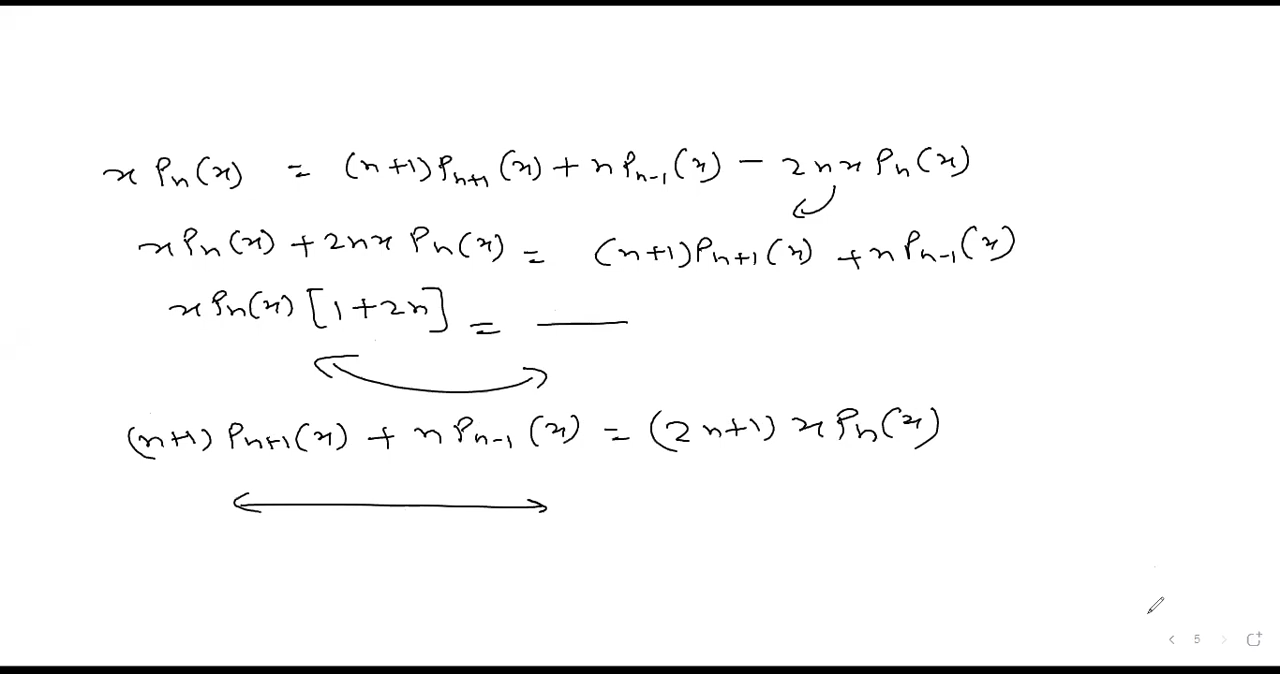 x Pn(x) = (n+1)Pn+1(x) + n Pn-1(x) - 2nx Pn(x)
x Pn(x) + 2nx Pn(x) = (n+1)Pn+1(x) + n Pn-1(x)
x Pn(x) [1+2n] = ___
(n+1) Pn+1(x) + n Pn-1(x) = (2n+1) x Pn(x)
< 5 >